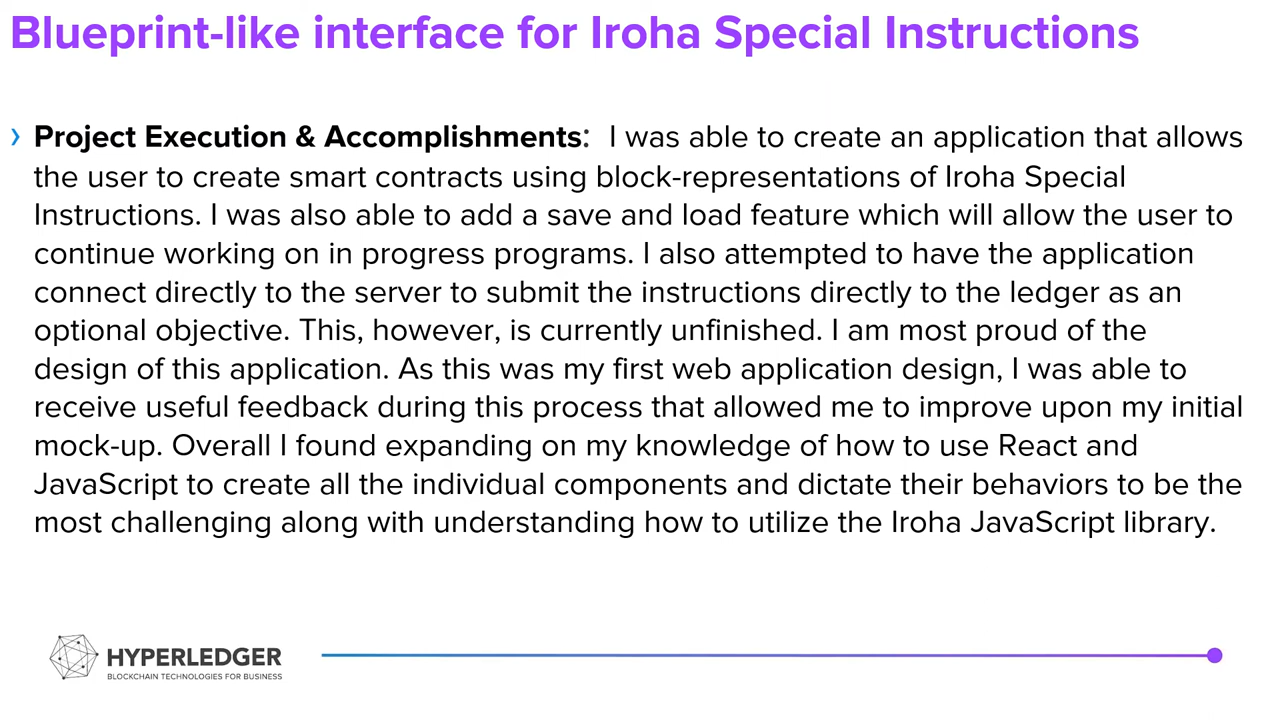 Blueprint-like interface for Iroha Special Instructions
› Project Execution & Accomplishments: I was able to create an application that allows
the user to create smart contracts using block-representations of Iroha Special
Instructions. I was also able to add a save and load feature which will allow the user to
continue working on in progress programs. I also attempted to have the application
connect directly to the server to submit the instructions directly to the ledger as an
optional objective. This, however, is currently unfinished. I am most proud of the
design of this application. As this was my first web application design, I was able to
receive useful feedback during this process that allowed me to improve upon my initial
mock-up. Overall I found expanding on my knowledge of how to use React and
JavaScript to create all the individual components and dictate their behaviors to be the
most challenging along with understanding how to utilize the Iroha JavaScript library.
HYPERLEDGER
BLOCKCHAIN TECHNOLOGIES FOR BUSINESS